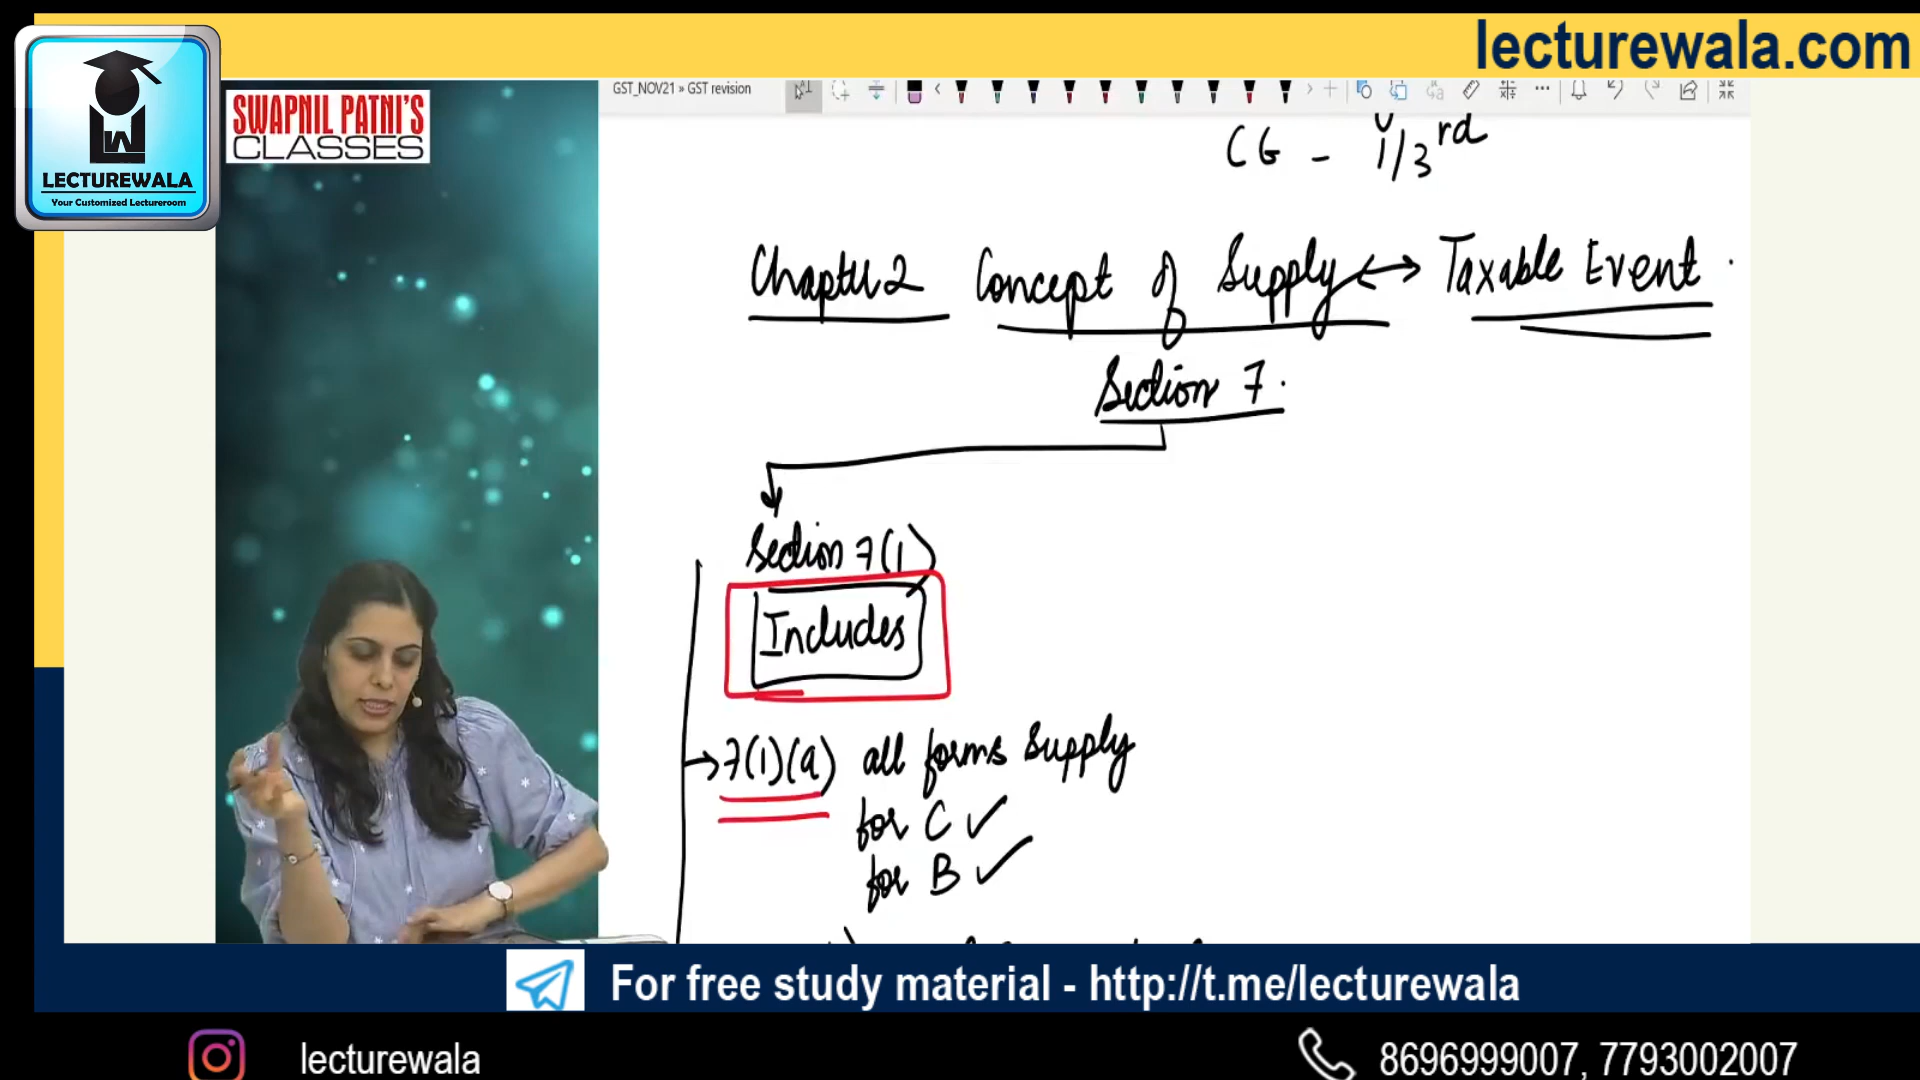 lecturewala.com
SWAPNIL PATNI'S
CLASSES
LW
LECTUREWALA
Your Customized Lectureroom
GST_NOV21 » GST revision
CG - 1/3rd
Chapter 2 Concept of Supply ↔ Taxable Event.
Section 7.
Section 7(1)
Includes
→ 7(1)(a) all forms supply
for C ✓
for B ✓
For free study material - http://t.me/lecturewala
lecturewala
8696999007, 7793002007